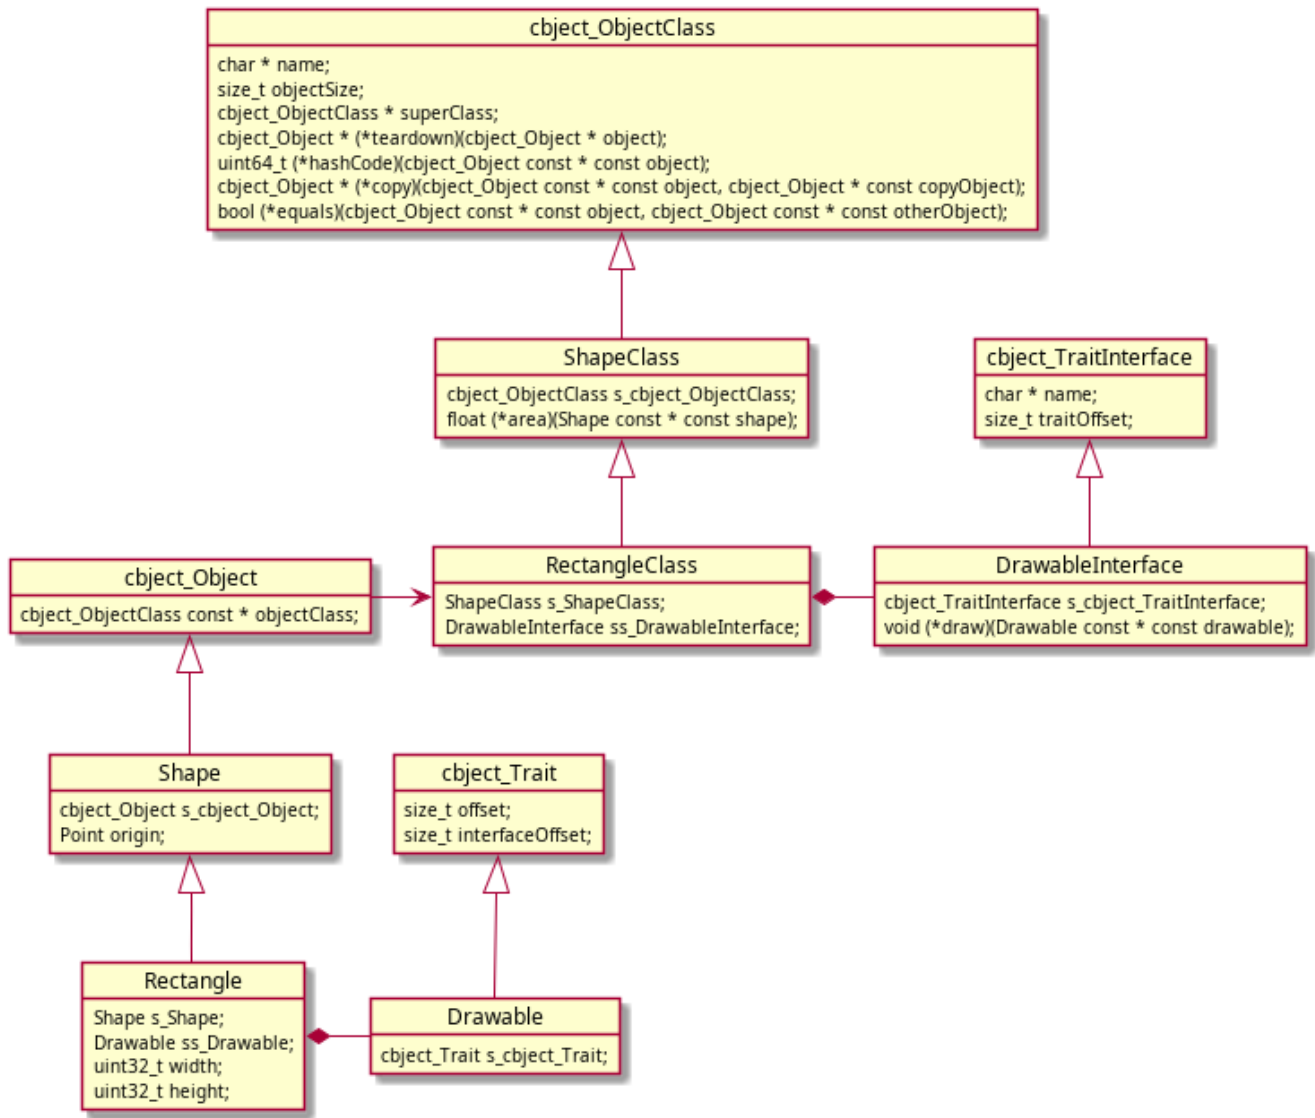 cbject_ObjectClass
char * name;
size_t objectSize;
cbject_ObjectClass * superClass;
cbject_Object * (*teardown)(cbject_Object * object);
uint64_t (*hashCode)(cbject_Object const * const object);
cbject_Object * (*copy)(cbject_Object const * const object, cbject_Object * const copyObject);
bool (*equals)(cbject_Object const * const object, cbject_Object const * const otherObject);
ShapeClass
cbject_ObjectClass s_cbject_ObjectClass;
float (*area)(Shape const * const shape);
cbject_TraitInterface
char * name;
size_t traitOffset;
cbject_Object
cbject_ObjectClass const * objectClass;
RectangleClass
ShapeClass s_ShapeClass;
DrawableInterface ss_DrawableInterface;
DrawableInterface
cbject_TraitInterface s_cbject_TraitInterface;
void (*draw)(Drawable const * const drawable);
Shape
cbject_Object s_cbject_Object;
Point origin;
cbject_Trait
size_t offset;
size_t interfaceOffset;
Rectangle
Shape s_Shape;
Drawable ss_Drawable;
uint32_t width;
uint32_t height;
Drawable
cbject_Trait s_cbject_Trait;